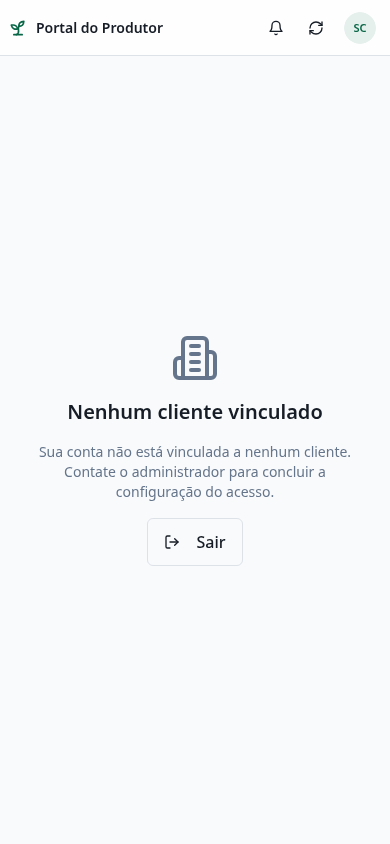 Portal do Produtor
SC
Nenhum cliente vinculado
Sua conta não está vinculada a nenhum cliente.
Contate o administrador para concluir a
configuração do acesso.
Sair